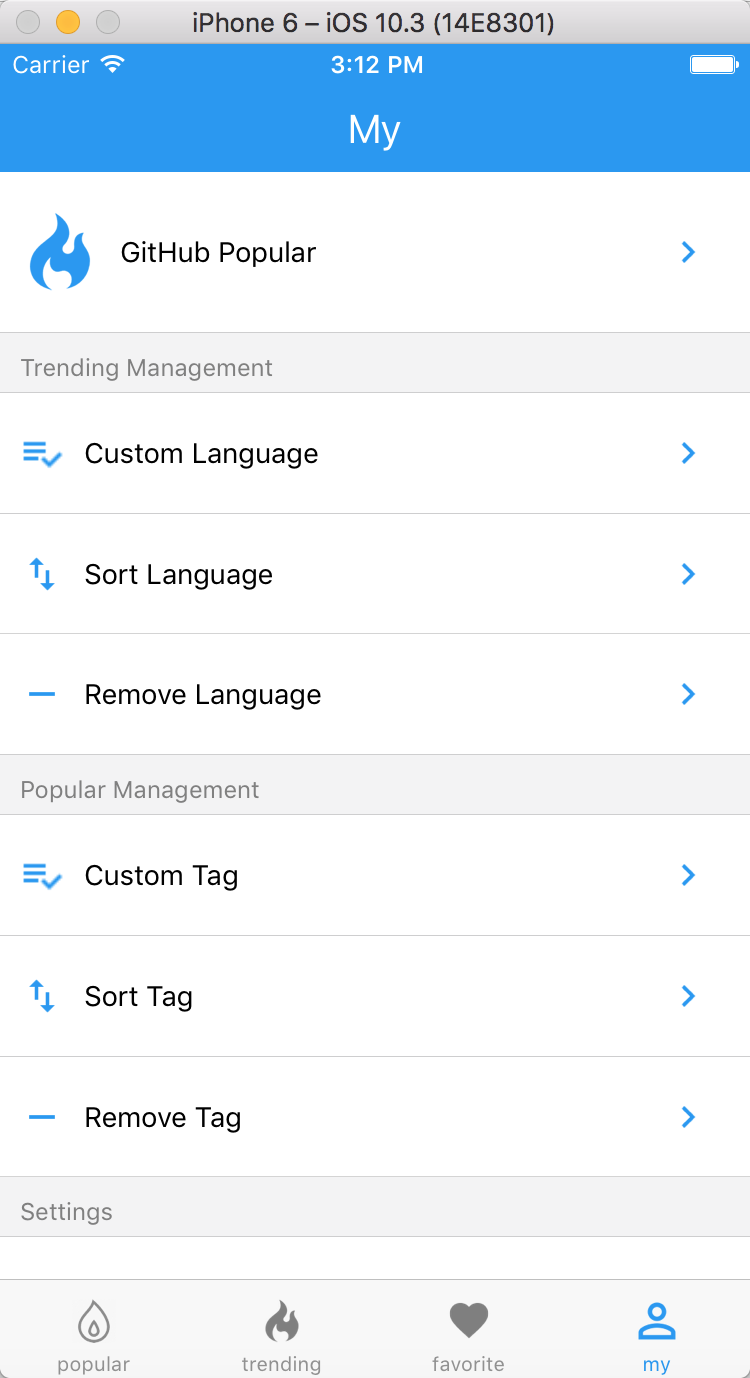 iPhone 6 – iOS 10.3 (14E8301)
Carrier 3:12 PM
My
GitHub Popular
Trending Management
Custom Language
Sort Language
Remove Language
Popular Management
Custom Tag
Sort Tag
Remove Tag
Settings
popular trending favorite my